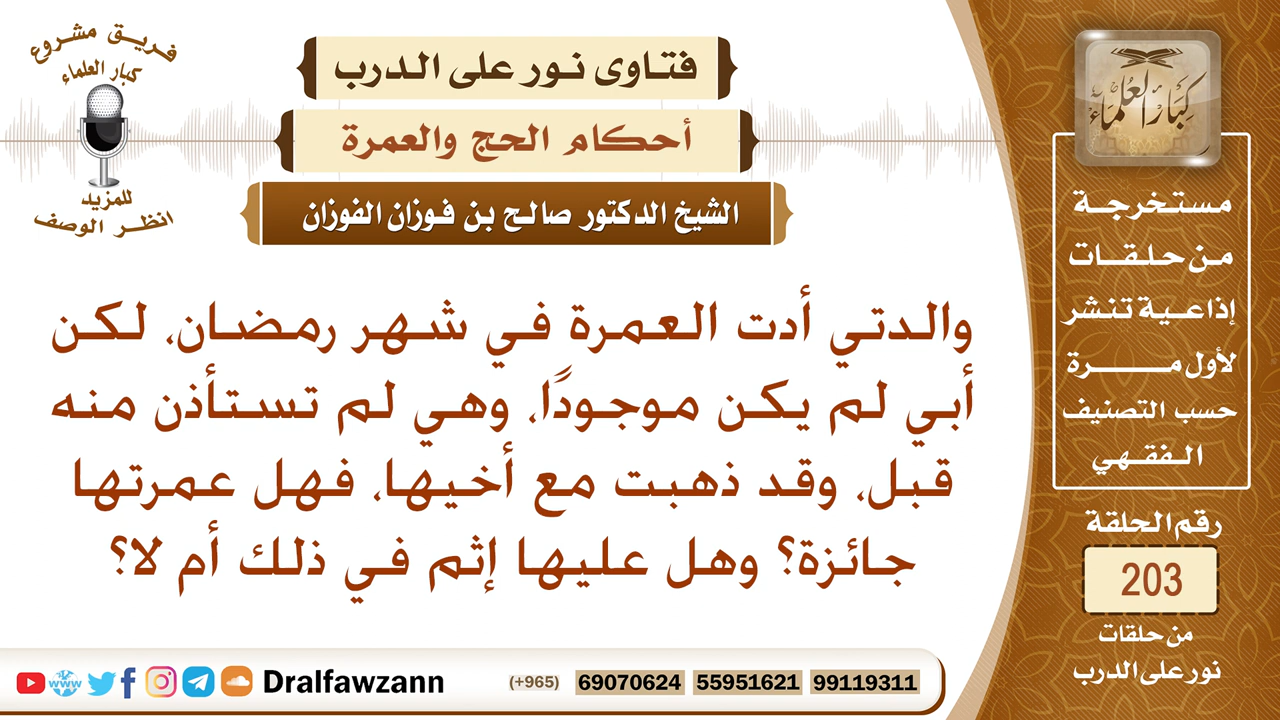 فريق مشروع
كبار العلماء
للمزيد
انظر الوصف
فتاوى نور على الدرب
أحكام الحج والعمرة
الشيخ الدكتور صالح بن فوزان الفوزان
والدتي أدت العمرة في شهر رمضان، لكن
أبي لم يكن موجودًا، وهي لم تستأذن منه
قبل، وقد ذهبت مع أخيها، فهل عمرتها
جائزة؟ وهل عليها إثم في ذلك أم لا؟
كبار العلماء
مستخرجة
من حلقات
إذاعية تنشر
لأول مرة
حسب التصنيف
الفقهي
رقم الحلقة
203
من حلقات
نور على الدرب
www Dralfawzann (+965) 69070624 55951621 99119311